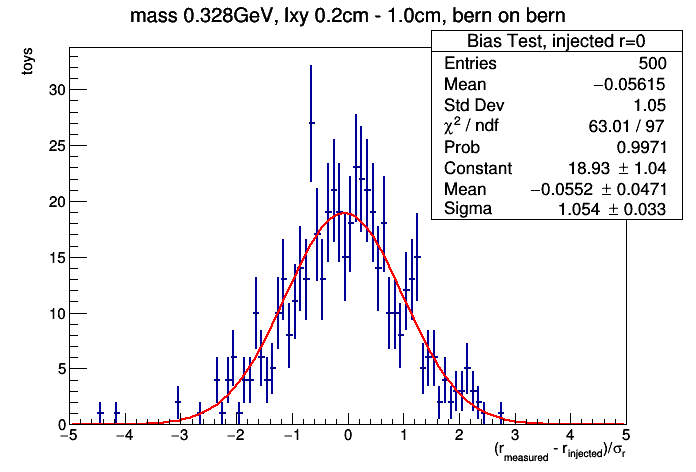 mass 0.328GeV, lxy 0.2cm - 1.0cm, bern on bern
Bias Test, injected r=0
Entries 500
Mean −0.05615
Std Dev 1.05
χ² / ndf 63.01 / 97
Prob 0.9971
Constant 18.93 ± 1.04
Mean −0.0552 ± 0.0471
Sigma 1.054 ± 0.033
toys
30
25
20
15
10
5
0
−5 −4 −3 −2 −1 0 1 2 3 4 5
(r_measured - r_injected)/σ_r